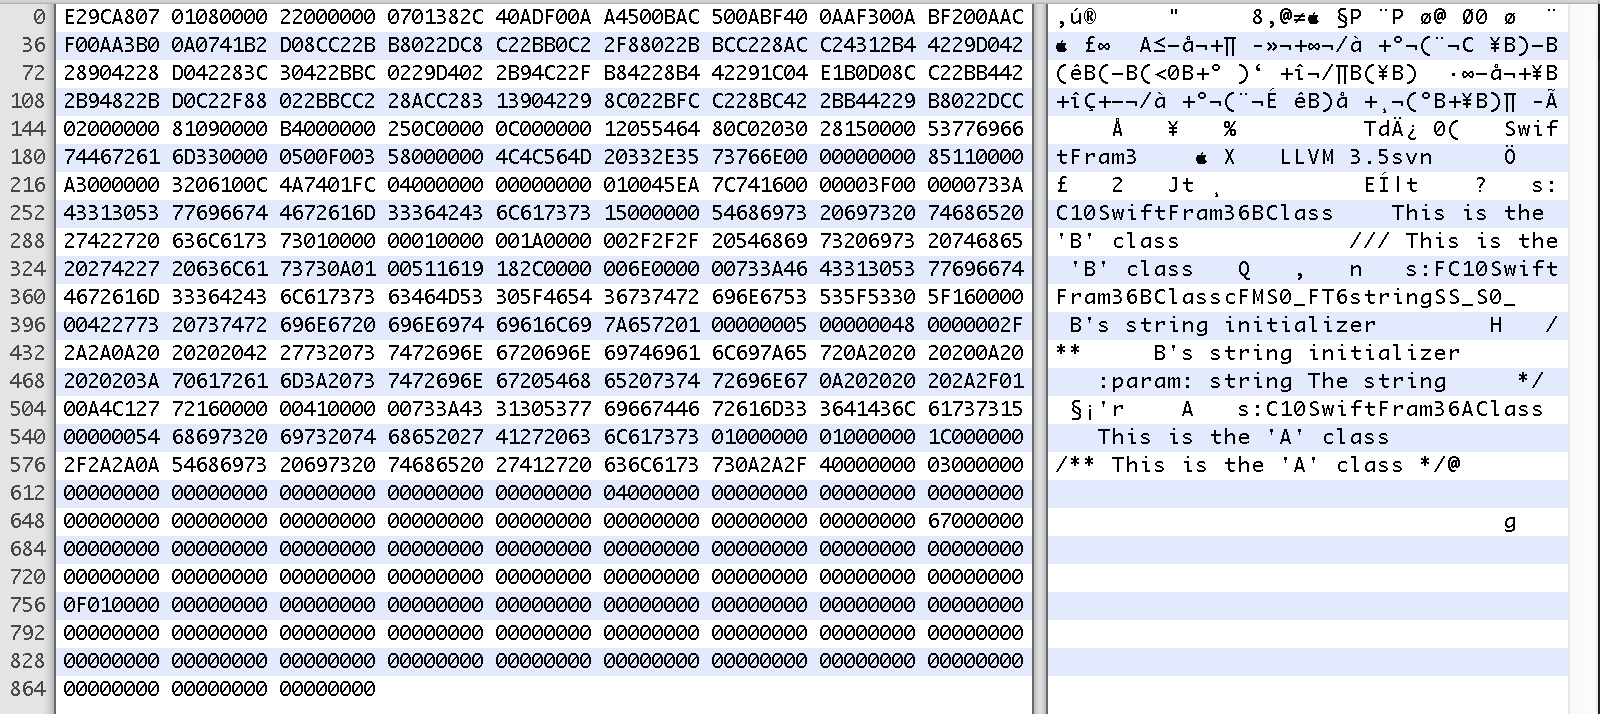 0 E29CA807 01080000 22000000 0701382C 40ADF00A A4500BAC 500ABF40 0AAF300A BF200AAC ,ú® " 8,@≠ §P ¨P ø@ Ø0 ø ¨
36 F00AA3B0 0A0741B2 D08CC22B B8022DC8 C22BB0C2 2F88022B BCC228AC C24312B4 4229D042  £∞ A≤–å¬+∏ -»¬+∞¬/à +º¬(¨¬C ¥B)–B
72 28904228 D042283C 30422BBC 0229D402 2B94C22F B84228B4 42291C04 E1B0D08C C22BB442 (êB(–B(<0B+º )‘ +î¬/∏B(¥B) ·∞–å¬+¥B
108 2B94822B D0C22F88 022BBCC2 28ACC283 13904229 8C022BFC C228BC42 2BB44229 B8022DCC +îÇ+–¬/à +º¬(¨¬É êB)å +¸¬(ºB+¥B)∏ -Ã
144 02000000 81090000 B4000000 250C0000 0C000000 12055464 80C02030 28150000 53776966 Å ¥ % TdÄ¿ 0( Swif
180 74467261 6D330000 0500F003 58000000 4C4C564D 20332E35 73766E00 00000000 85110000 tFram3  X LLVM 3.5svn Ö
216 A3000000 3206100C 4A7401FC 04000000 00000000 010045EA 7C741600 00003F00 0000733A £ 2 Jt ¸ EÍ|t ? s:
252 43313053 77696674 4672616D 33364243 6C617373 15000000 54686973 20697320 74686520 C10SwiftFram36BClass This is the
288 27422720 636C6173 73010000 00010000 001A0000 002F2F2F 20546869 73206973 20746865 'B' class /// This is the
324 20274227 20636C61 73730A01 00511619 182C0000 006E0000 00733A46 43313053 77696674 'B' class Q , n s:FC10Swift
360 4672616D 33364243 6C617373 63464D53 305F4654 36737472 696E6753 535F5330 5F160000 Fram36BClasscFMS0_FT6stringSS_S0_
396 00422773 20737472 696E6720 696E6974 69616C69 7A657201 00000005 00000048 0000002F B's string initializer H /
432 2A2A0A20 20202042 27732073 7472696E 6720696E 69746961 6C697A65 720A2020 20200A20 ** B's string initializer
468 2020203A 70617261 6D3A2073 7472696E 67205468 65207374 72696E67 0A202020 202A2F01 :param: string The string */
504 00A4C127 72160000 00410000 00733A43 31305377 69667446 72616D33 3641436C 61737315 §¡'r A s:C10SwiftFram36AClass
540 00000054 68697320 69732074 68652027 41272063 6C617373 01000000 01000000 1C000000 This is the 'A' class
576 2F2A2A0A 54686973 20697320 74686520 27412720 636C6173 730A2A2F 40000000 03000000 /** This is the 'A' class */@
612 00000000 00000000 00000000 00000000 00000000 04000000 00000000 00000000 00000000
648 00000000 00000000 00000000 00000000 00000000 00000000 00000000 00000000 67000000 g
684 00000000 00000000 00000000 00000000 00000000 00000000 00000000 00000000 00000000
720 00000000 00000000 00000000 00000000 00000000 00000000 00000000 00000000 00000000
756 0F010000 00000000 00000000 00000000 00000000 00000000 00000000 00000000 00000000
792 00000000 00000000 00000000 00000000 00000000 00000000 00000000 00000000 00000000
828 00000000 00000000 00000000 00000000 00000000 00000000 00000000 00000000 00000000
864 00000000 00000000 00000000